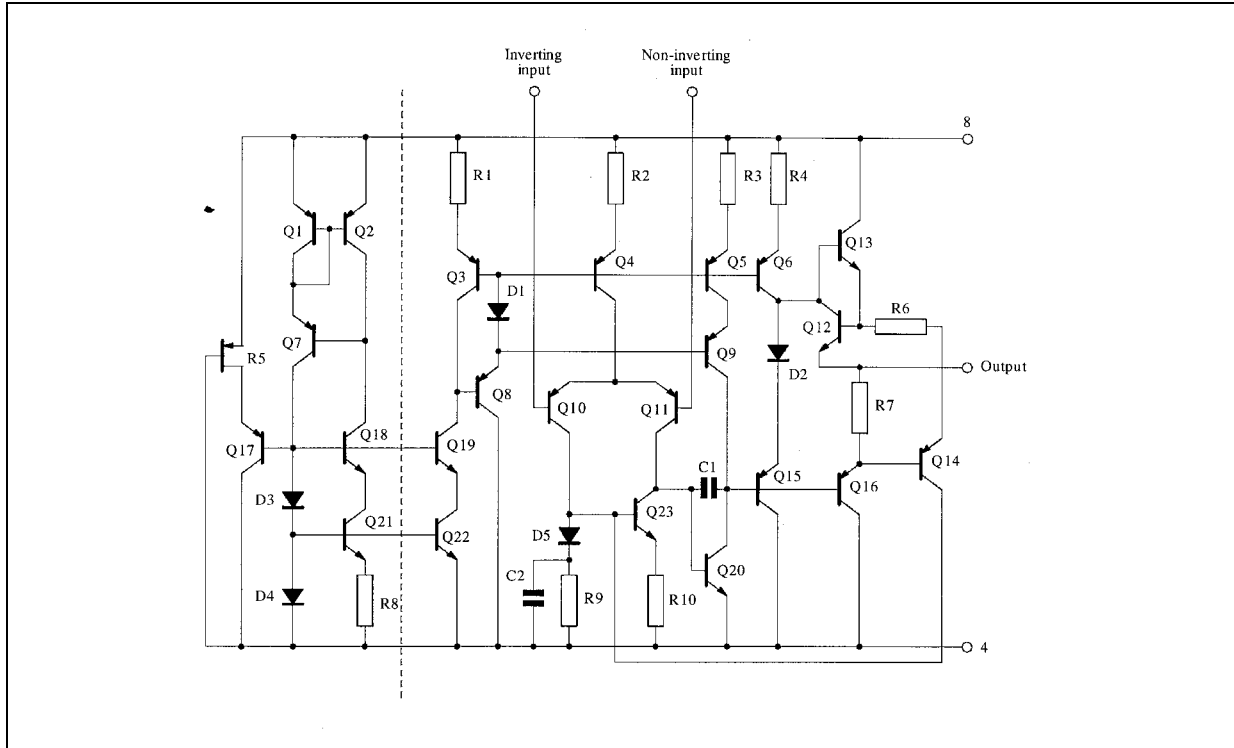 Inverting
input
Non-inverting
input
8
R1
R2
R3
R4
Q1
Q2
Q13
Q3
Q4
Q5
Q6
D1
R6
Q12
Q7
R5
Output
Q9
D2
Q8
Q10
Q11
R7
Q17
Q18
Q19
C1
Q15
Q16
Q14
D3
Q21
Q22
D5
Q23
C2
Q20
D4
R8
R9
R10
4